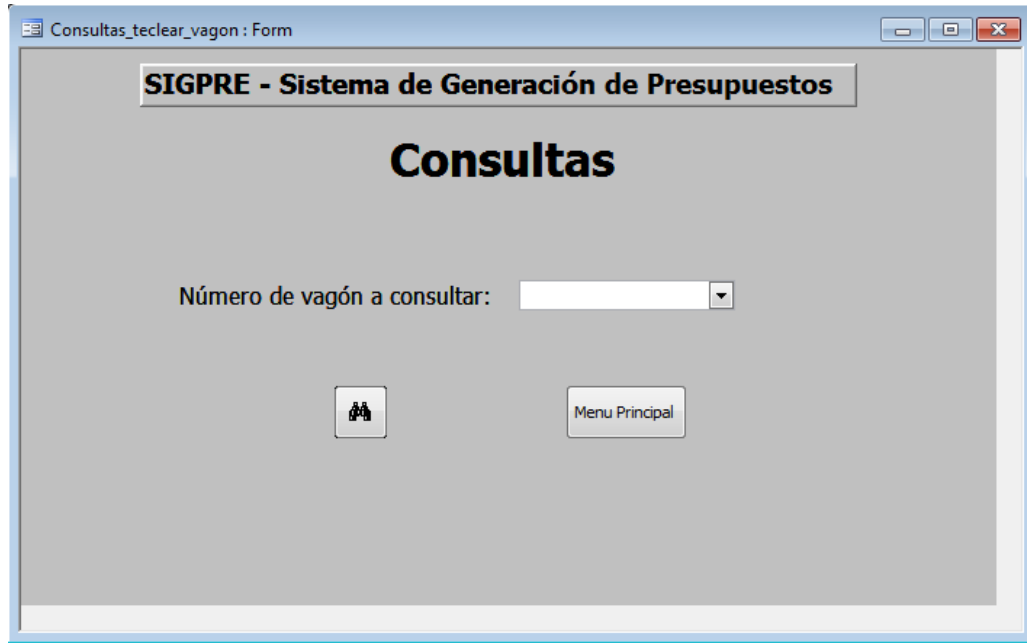 Consultas_teclear_vagon : Form
SIGPRE - Sistema de Generación de Presupuestos
Consultas
Número de vagón a consultar:
Menu Principal